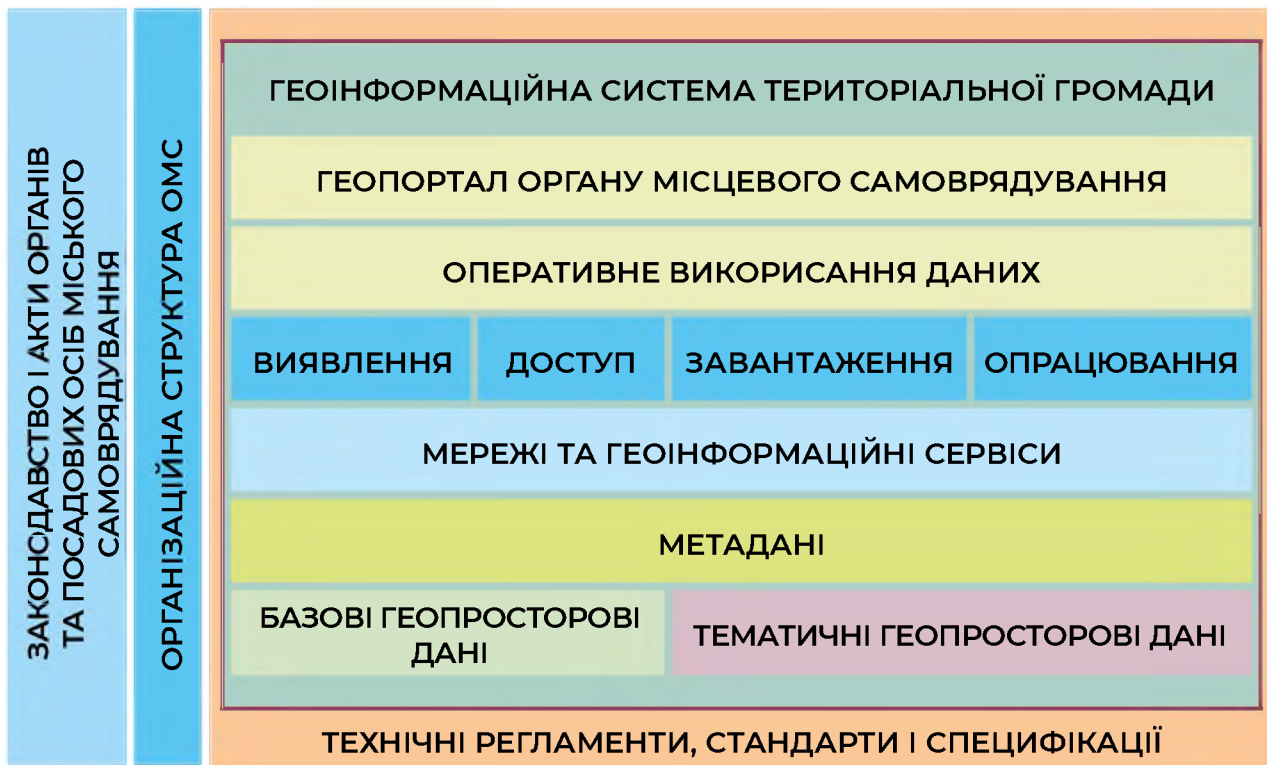 ЗАКОНОДАВСТВО І АКТИ ОРГАНІВ
ТА ПОСАДОВИХ ОСІБ МІСЬКОГО
САМОВРЯДУВАННЯ
ОРГАНІЗАЦІЙНА СТРУКТУРА ОМС
ГЕОІНФОРМАЦІЙНА СИСТЕМА ТЕРИТОРІАЛЬНОЇ ГРОМАДИ
ГЕОПОРТАЛ ОРГАНУ МІСЦЕВОГО САМОВРЯДУВАННЯ
ОПЕРАТИВНЕ ВИКОРИСАННЯ ДАНИХ
ВИЯВЛЕННЯ
ДОСТУП
ЗАВАНТАЖЕННЯ
ОПРАЦЮВАННЯ
МЕРЕЖІ ТА ГЕОІНФОРМАЦІЙНІ СЕРВІСИ
МЕТАДАНІ
БАЗОВІ ГЕОПРОСТОРОВІ
ДАНІ
ТЕМАТИЧНІ ГЕОПРОСТОРОВІ ДАНІ
ТЕХНІЧНІ РЕГЛАМЕНТИ, СТАНДАРТИ І СПЕЦИФІКАЦІЇ